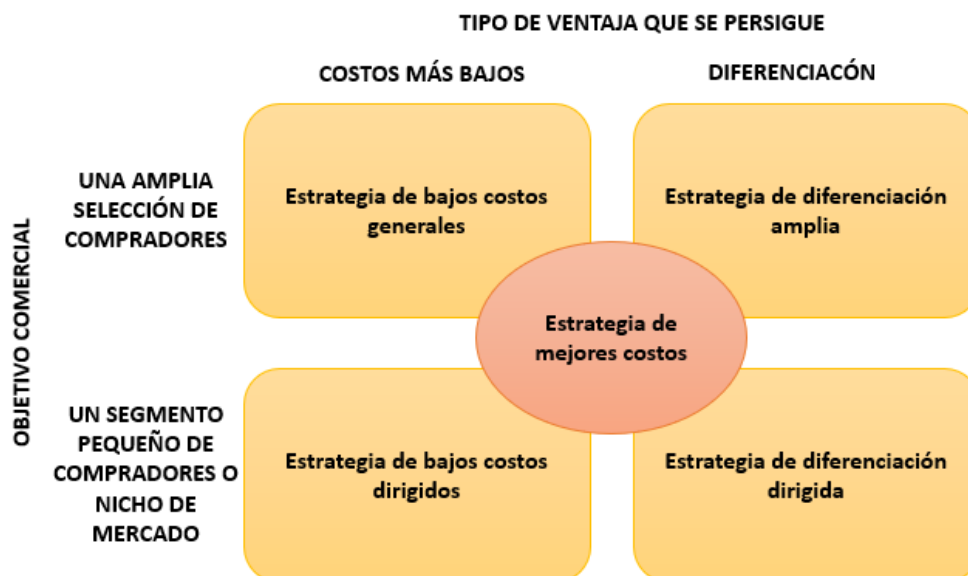 TIPO DE VENTAJA QUE SE PERSIGUE
COSTOS MÁS BAJOS
DIFERENCIACÓN
OBJETIVO COMERCIAL
UNA AMPLIA
SELECCIÓN DE
COMPRADORES
Estrategia de bajos costos
generales
Estrategia de diferenciación
amplia
Estrategia de
mejores costos
UN SEGMENTO
PEQUEÑO DE
COMPRADORES O
NICHO DE
MERCADO
Estrategia de bajos costos
dirigidos
Estrategia de diferenciación
dirigida